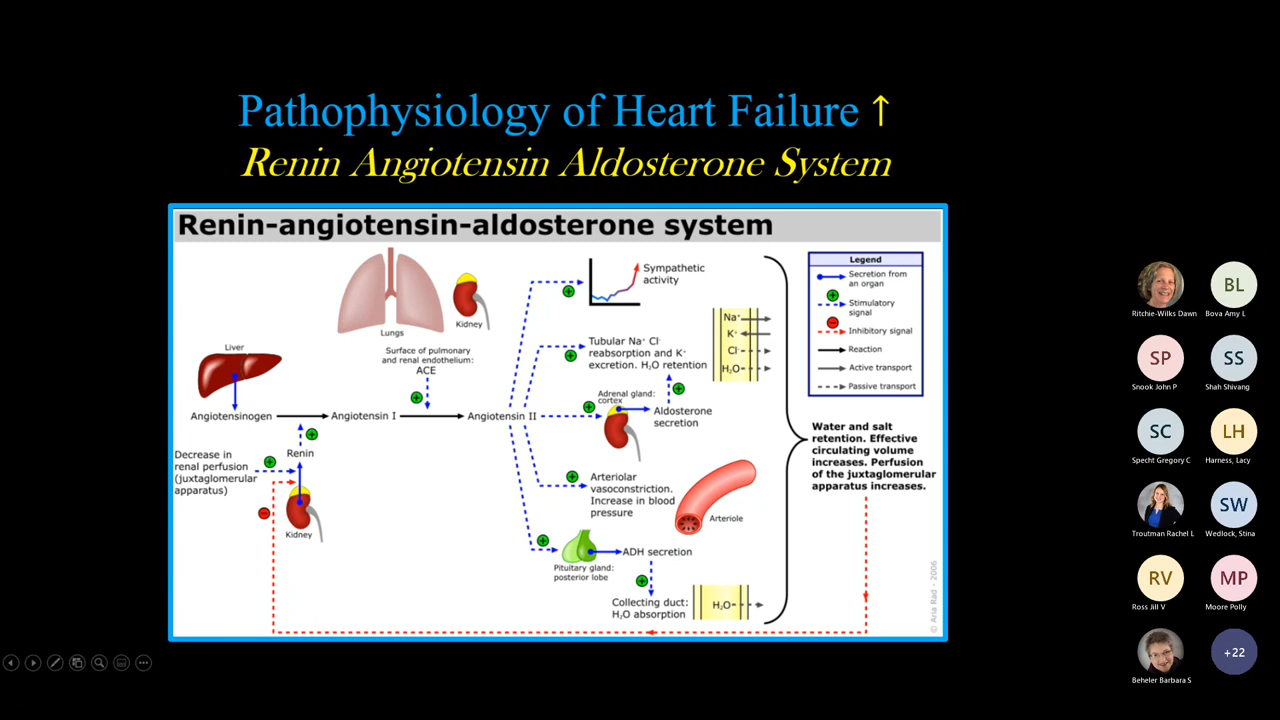 Pathophysiology of Heart Failure ↑
Renin Angiotensin Aldosterone System
Renin-angiotensin-aldosterone system
Lungs
Kidney
Surface of pulmonary
and renal endothelium:
ACE
Liver
Angiotensinogen
Angiotensin I
Angiotensin II
Decrease in
renal perfusion
(juxtaglomerular
apparatus)
Renin
Kidney
Sympathetic
activity
Tubular Na⁺ Cl⁻
reabsorption and K⁺
excretion. H₂O retention
Na⁺
K⁺
Cl⁻
H₂O
Adrenal gland:
cortex
Aldosterone
secretion
Arteriolar
vasoconstriction.
Increase in blood
pressure
Arteriole
Pituitary gland:
posterior lobe
ADH secretion
Collecting duct:
H₂O absorption
H₂O
Legend
Secretion from
an organ
Stimulatory
signal
Inhibitory signal
Reaction
Active transport
Passive transport
Water and salt
retention. Effective
circulating volume
increases. Perfusion
of the juxtaglomerular
apparatus increases.
© Aria Rad - 2006
Ritchie-Wilks Dawn
BL
Bova Amy L
SP
Snook John P
SS
Shah Shivang
SC
Specht Gregory C
LH
Harness, Lacy
Troutman Rachel L
SW
Wedlock, Stina
RV
Ross Jill V
MP
Moore Polly
Beheler Barbara S
+22